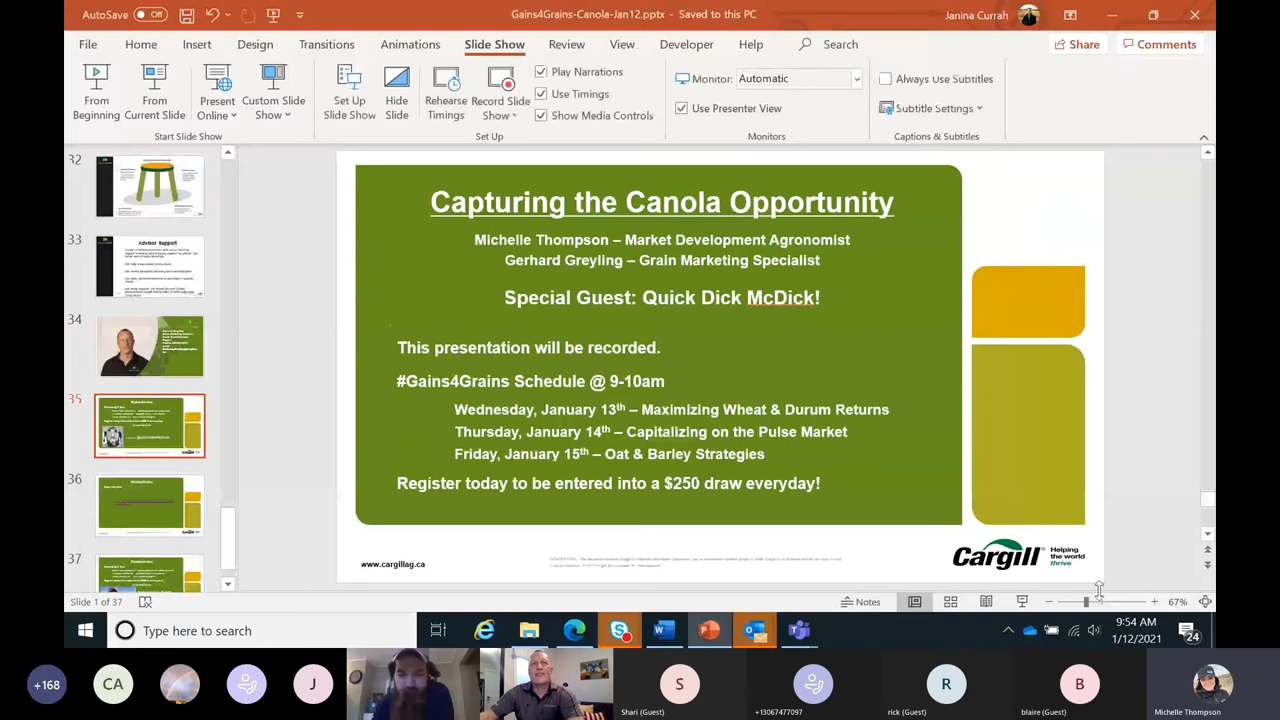 AutoSave
Off
Gains4Grains-Canola-Jan12.pptx - Saved to this PC
Janina Currah
File
Home
Insert
Design
Transitions
Animations
Slide Show
Review
View
Developer
Help
Search
Share
Comments
From Beginning
From Current Slide
Present Online
Custom Slide Show
Set Up Slide Show
Hide Slide
Rehearse Timings
Record Slide Show
Play Narrations
Use Timings
Show Media Controls
Monitor:
Automatic
Use Presenter View
Always Use Subtitles
Subtitle Settings
Start Slide Show
Set Up
Monitors
Captions & Subtitles
32
33
Advisor Support
34
35
36
37
Capturing the Canola Opportunity
Michelle Thompson – Market Development Agronomist
Gerhard Greyling – Grain Marketing Specialist
Special Guest: Quick Dick McDick!
This presentation will be recorded.
#Gains4Grains Schedule @ 9-10am
Wednesday, January 13th – Maximizing Wheat & Durum Returns
Thursday, January 14th – Capitalizing on the Pulse Market
Friday, January 15th – Oat & Barley Strategies
Register today to be entered into a $250 draw everyday!
www.cargillag.ca
Cargill
Helping
the world
thrive
Slide 1 of 37
Notes
67%
Type here to search
9:54 AM
1/12/2021
24
+168
CA
J
S
R
B
Shari (Guest)
+13067477097
rick (Guest)
blaire (Guest)
Michelle Thompson